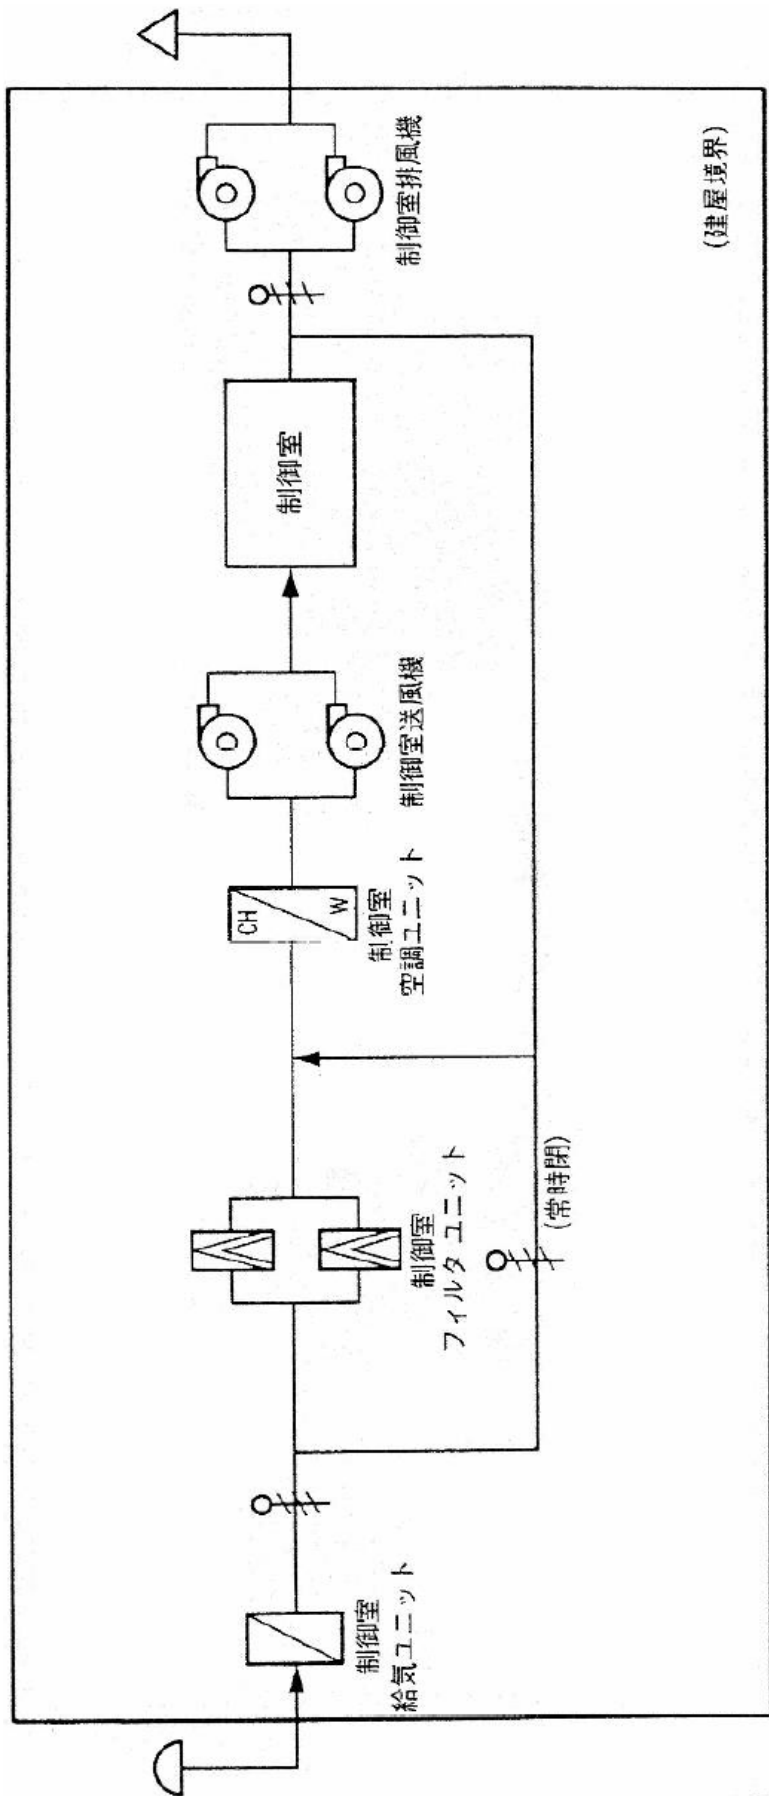 制御室
給気ユニット
制御室
フィルタユニット
(常時閉)
CH
W
制御室
空調ユニット
制御室送風機
制御室
制御室排風機
(建屋境界)